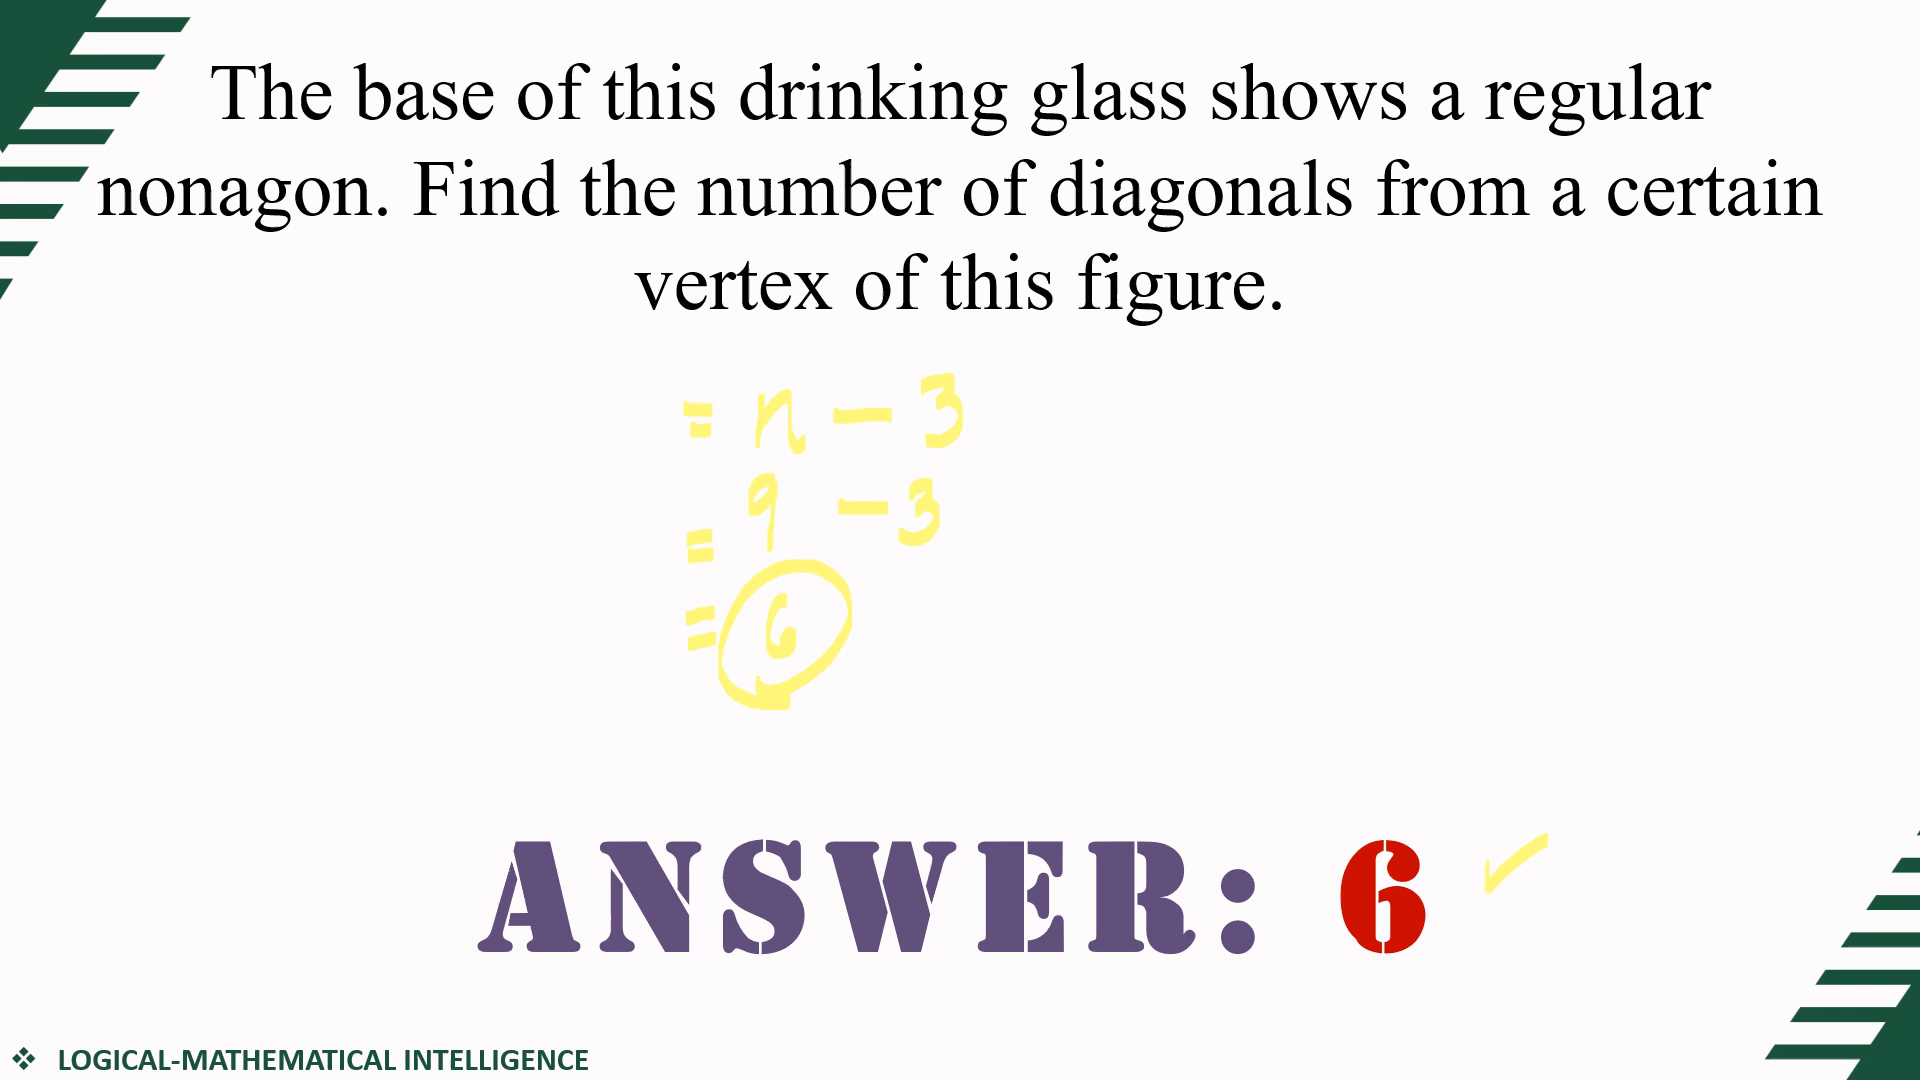 The base of this drinking glass shows a regular
nonagon. Find the number of diagonals from a certain
vertex of this figure.
= n - 3
= 9 - 3
= 6
ANSWER: 6 ✓
❖ LOGICAL-MATHEMATICAL INTELLIGENCE